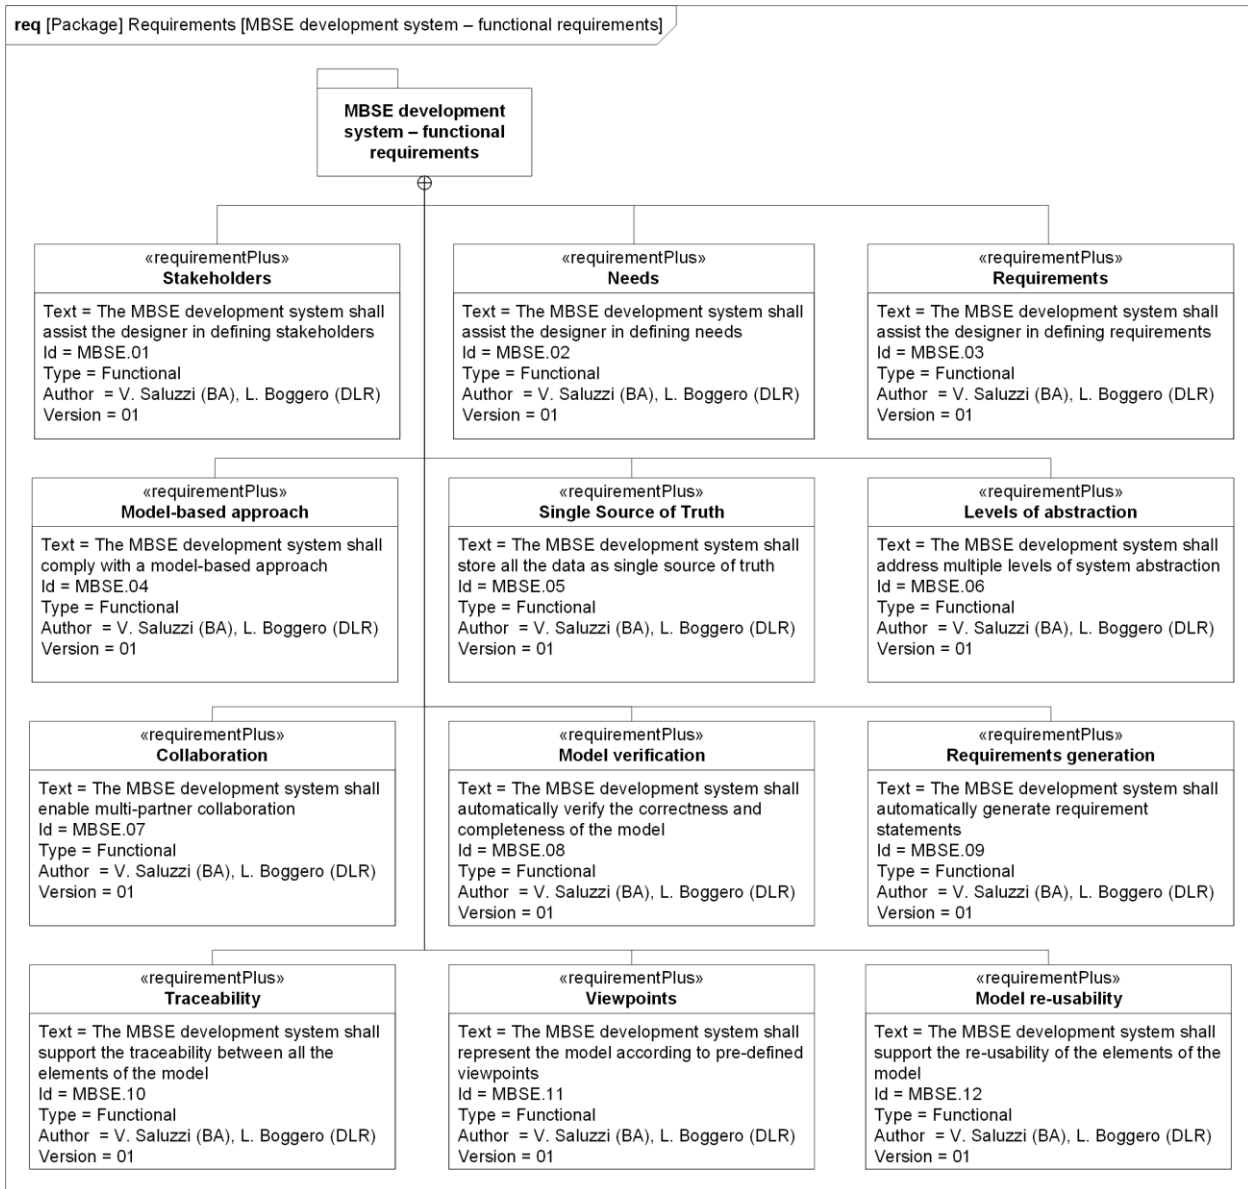 req [Package] Requirements [MBSE development system – functional requirements]
MBSE development
system – functional
requirements
«requirementPlus»
Stakeholders
Text = The MBSE development system shall
assist the designer in defining stakeholders
Id = MBSE.01
Type = Functional
Author  = V. Saluzzi (BA), L. Boggero (DLR)
Version = 01
«requirementPlus»
Needs
Text = The MBSE development system shall
assist the designer in defining needs
Id = MBSE.02
Type = Functional
Author  = V. Saluzzi (BA), L. Boggero (DLR)
Version = 01
«requirementPlus»
Requirements
Text = The MBSE development system shall
assist the designer in defining requirements
Id = MBSE.03
Type = Functional
Author  = V. Saluzzi (BA), L. Boggero (DLR)
Version = 01
«requirementPlus»
Model-based approach
Text = The MBSE development system shall
comply with a model-based approach
Id = MBSE.04
Type = Functional
Author  = V. Saluzzi (BA), L. Boggero (DLR)
Version = 01
«requirementPlus»
Single Source of Truth
Text = The MBSE development system shall
store all the data as single source of truth
Id = MBSE.05
Type = Functional
Author  = V. Saluzzi (BA), L. Boggero (DLR)
Version = 01
«requirementPlus»
Levels of abstraction
Text = The MBSE development system shall
address multiple levels of system abstraction
Id = MBSE.06
Type = Functional
Author  = V. Saluzzi (BA), L. Boggero (DLR)
Version = 01
«requirementPlus»
Collaboration
Text = The MBSE development system shall
enable multi-partner collaboration
Id = MBSE.07
Type = Functional
Author  = V. Saluzzi (BA), L. Boggero (DLR)
Version = 01
«requirementPlus»
Model verification
Text = The MBSE development system shall
automatically verify the correctness and
completeness of the model
Id = MBSE.08
Type = Functional
Author  = V. Saluzzi (BA), L. Boggero (DLR)
Version = 01
«requirementPlus»
Requirements generation
Text = The MBSE development system shall
automatically generate requirement
statements
Id = MBSE.09
Type = Functional
Author  = V. Saluzzi (BA), L. Boggero (DLR)
Version = 01
«requirementPlus»
Traceability
Text = The MBSE development system shall
support the traceability between all the
elements of the model
Id = MBSE.10
Type = Functional
Author  = V. Saluzzi (BA), L. Boggero (DLR)
Version = 01
«requirementPlus»
Viewpoints
Text = The MBSE development system shall
represent the model according to pre-defined
viewpoints
Id = MBSE.11
Type = Functional
Author  = V. Saluzzi (BA), L. Boggero (DLR)
Version = 01
«requirementPlus»
Model re-usability
Text = The MBSE development system shall
support the re-usability of the elements of the
model
Id = MBSE.12
Type = Functional
Author  = V. Saluzzi (BA), L. Boggero (DLR)
Version = 01